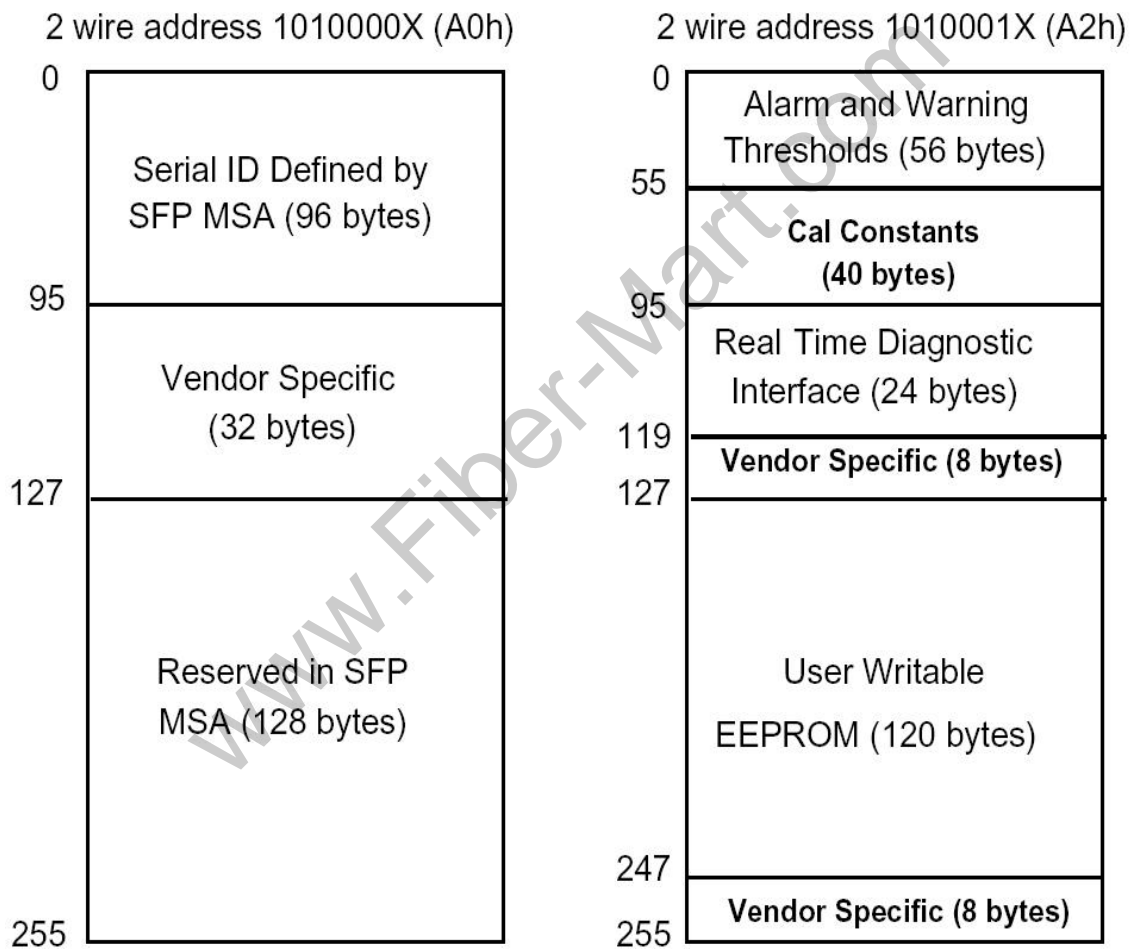 2 wire address 1010000X (A0h)
0
Serial ID Defined by
SFP MSA (96 bytes)
95
Vendor Specific
(32 bytes)
127
Reserved in SFP
MSA (128 bytes)
255
2 wire address 1010001X (A2h)
0
Alarm and Warning
Thresholds (56 bytes)
55
Cal Constants
(40 bytes)
95
Real Time Diagnostic
Interface (24 bytes)
119
Vendor Specific (8 bytes)
127
User Writable
EEPROM (120 bytes)
247
Vendor Specific (8 bytes)
255
www.Fiber-Mart.com